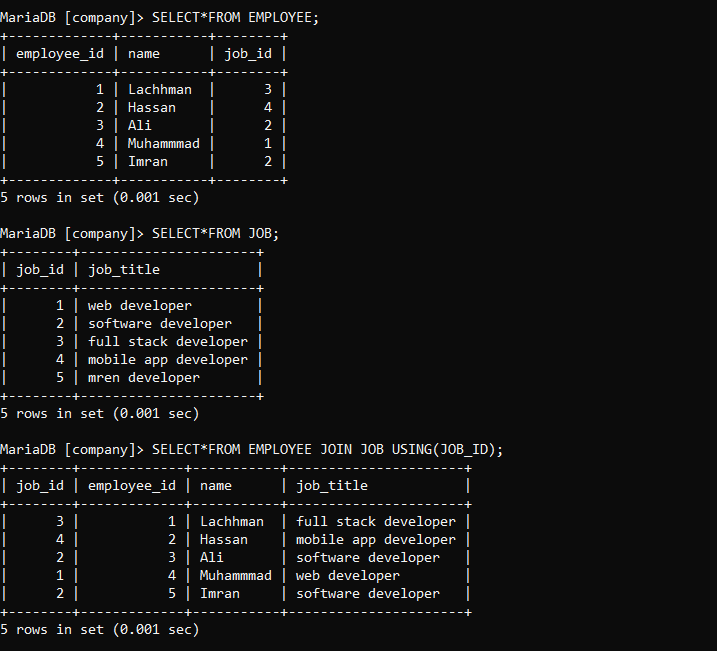 MariaDB [company]> SELECT*FROM EMPLOYEE;
+-------------+-----------+--------+
| employee_id | name      | job_id |
+-------------+-----------+--------+
|           1 | Lachhman  |      3 |
|           2 | Hassan    |      4 |
|           3 | Ali       |      2 |
|           4 | Muhammmad |      1 |
|           5 | Imran     |      2 |
+-------------+-----------+--------+
5 rows in set (0.001 sec)

MariaDB [company]> SELECT*FROM JOB;
+--------+----------------------+
| job_id | job_title            |
+--------+----------------------+
|      1 | web developer        |
|      2 | software developer   |
|      3 | full stack developer |
|      4 | mobile app developer |
|      5 | mren developer       |
+--------+----------------------+
5 rows in set (0.001 sec)

MariaDB [company]> SELECT*FROM EMPLOYEE JOIN JOB USING(JOB_ID);
+--------+-------------+-----------+----------------------+
| job_id | employee_id | name      | job_title            |
+--------+-------------+-----------+----------------------+
|      3 |           1 | Lachhman  | full stack developer |
|      4 |           2 | Hassan    | mobile app developer |
|      2 |           3 | Ali       | software developer   |
|      1 |           4 | Muhammmad | web developer        |
|      2 |           5 | Imran     | software developer   |
+--------+-------------+-----------+----------------------+
5 rows in set (0.001 sec)